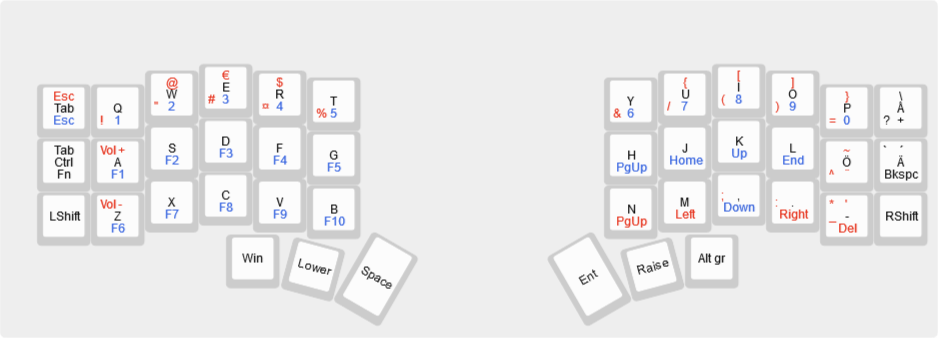 Esc
Tab
Esc
Q
! 1
@
W
" 2
€
E
# 3
$
R
¤ 4
T
% 5
Y
& 6
{
U
/ 7
[
I
( 8
]
O
) 9
}
P
= 0
\
Å
? +
Tab
Ctrl
Fn
Vol+
A
F1
S
F2
D
F3
F
F4
G
F5
H
PgUp
J
Home
K
Up
L
End
~
Ö
^ ¨
` ´
Ä
Bkspc
LShift
Vol-
Z
F6
X
F7
C
F8
V
F9
B
F10
N
PgUp
M
Left
; ,
Down
: .
Right
* '
_ -
Del
RShift
Win
Lower
Space
Ent
Raise
Alt gr